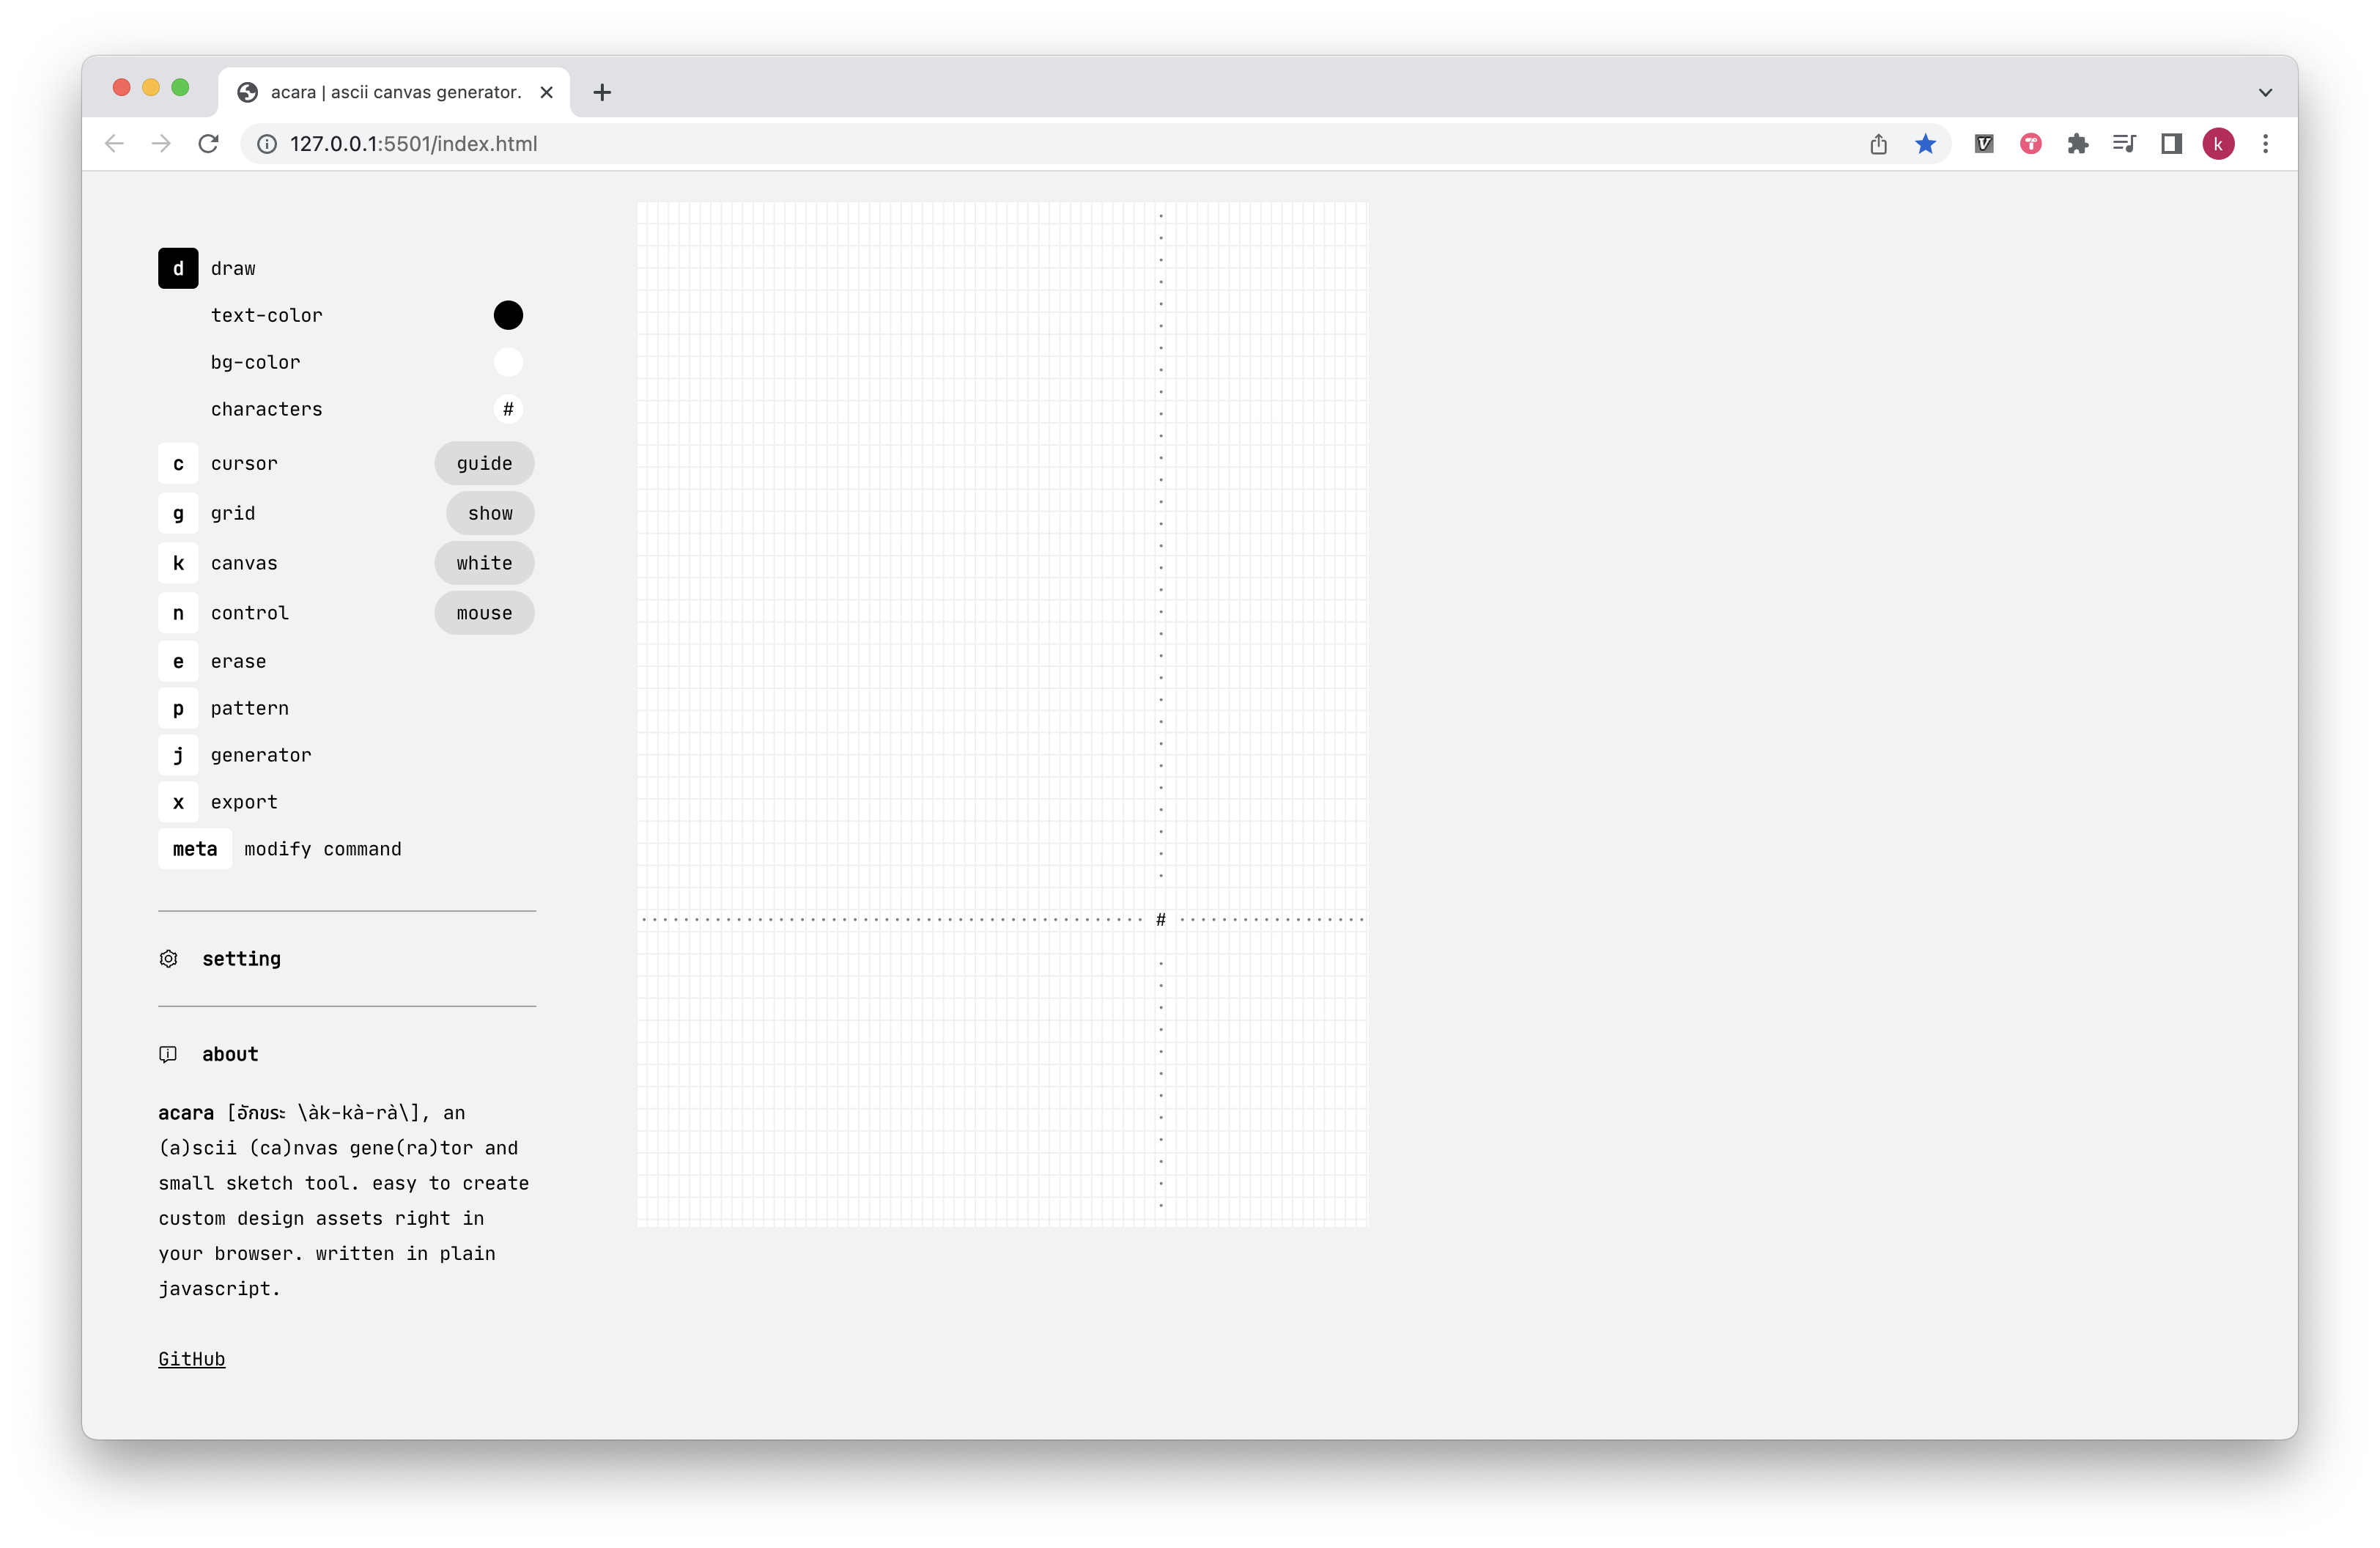 acara | ascii canvas generator.
127.0.0.1:5501/index.html
k
d draw
text-color
bg-color
characters #
c cursor guide
g grid show
k canvas white
n control mouse
e erase
p pattern
j generator
x export
meta modify command
#
setting
about
acara [อักขระ \àk-kà-rà\], an
(a)scii (ca)nvas gene(ra)tor and
small sketch tool. easy to create
custom design assets right in
your browser. written in plain
javascript.
GitHub